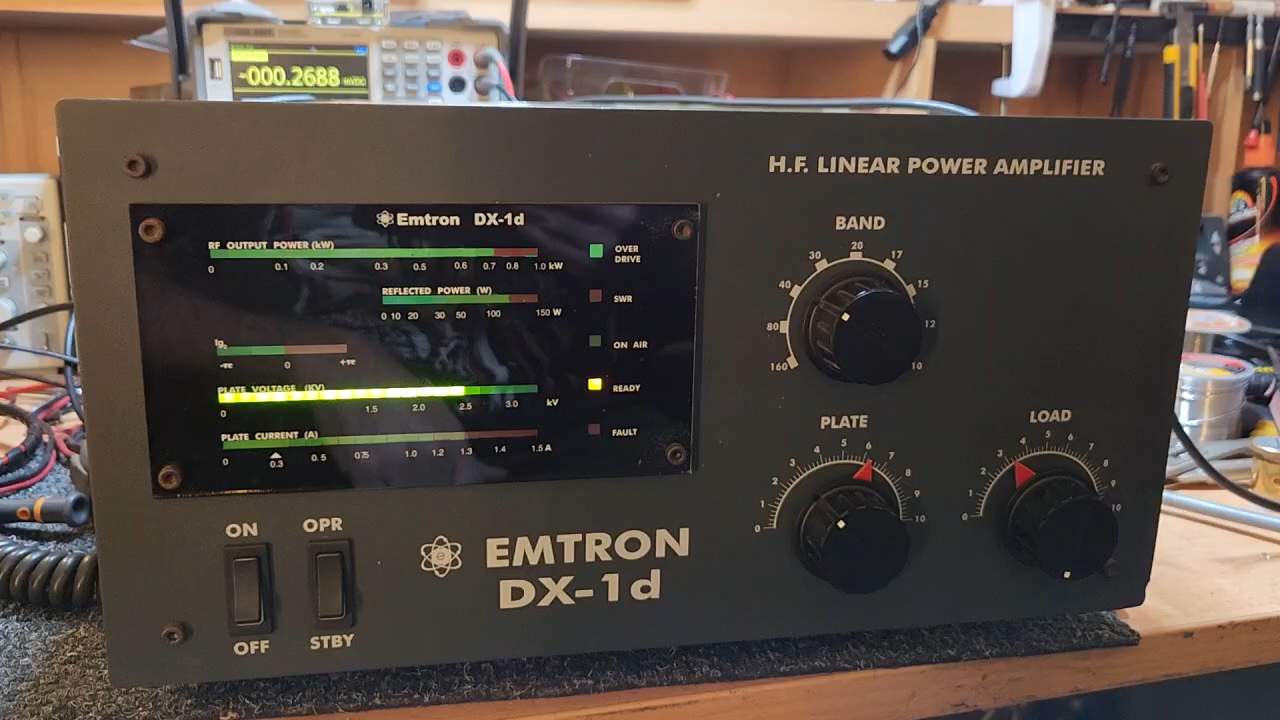 -000.2688 mVDC
H.F. LINEAR POWER AMPLIFIER
Emtron DX-1d
RF OUTPUT POWER (kW)
0 0.1 0.2 0.3 0.5 0.6 0.7 0.8 1.0 kW
OVER
DRIVE
REFLECTED POWER (W)
0 10 20 30 50 100 150 W
SWR
Ig2
-ve 0 +ve
ON AIR
PLATE VOLTAGE (KV)
0 1.5 2.0 2.5 3.0 kV
READY
PLATE CURRENT (A)
0 0.3 0.5 0.75 1.0 1.2 1.3 1.4 1.5 A
FAULT
BAND
160 80 40 30 20 17 15 12 10
PLATE
0 1 2 3 4 5 6 7 8 9 10
LOAD
0 1 2 3 4 5 6 7 8 9 10
ON
OFF
OPR
STBY
e EMTRON
DX-1d